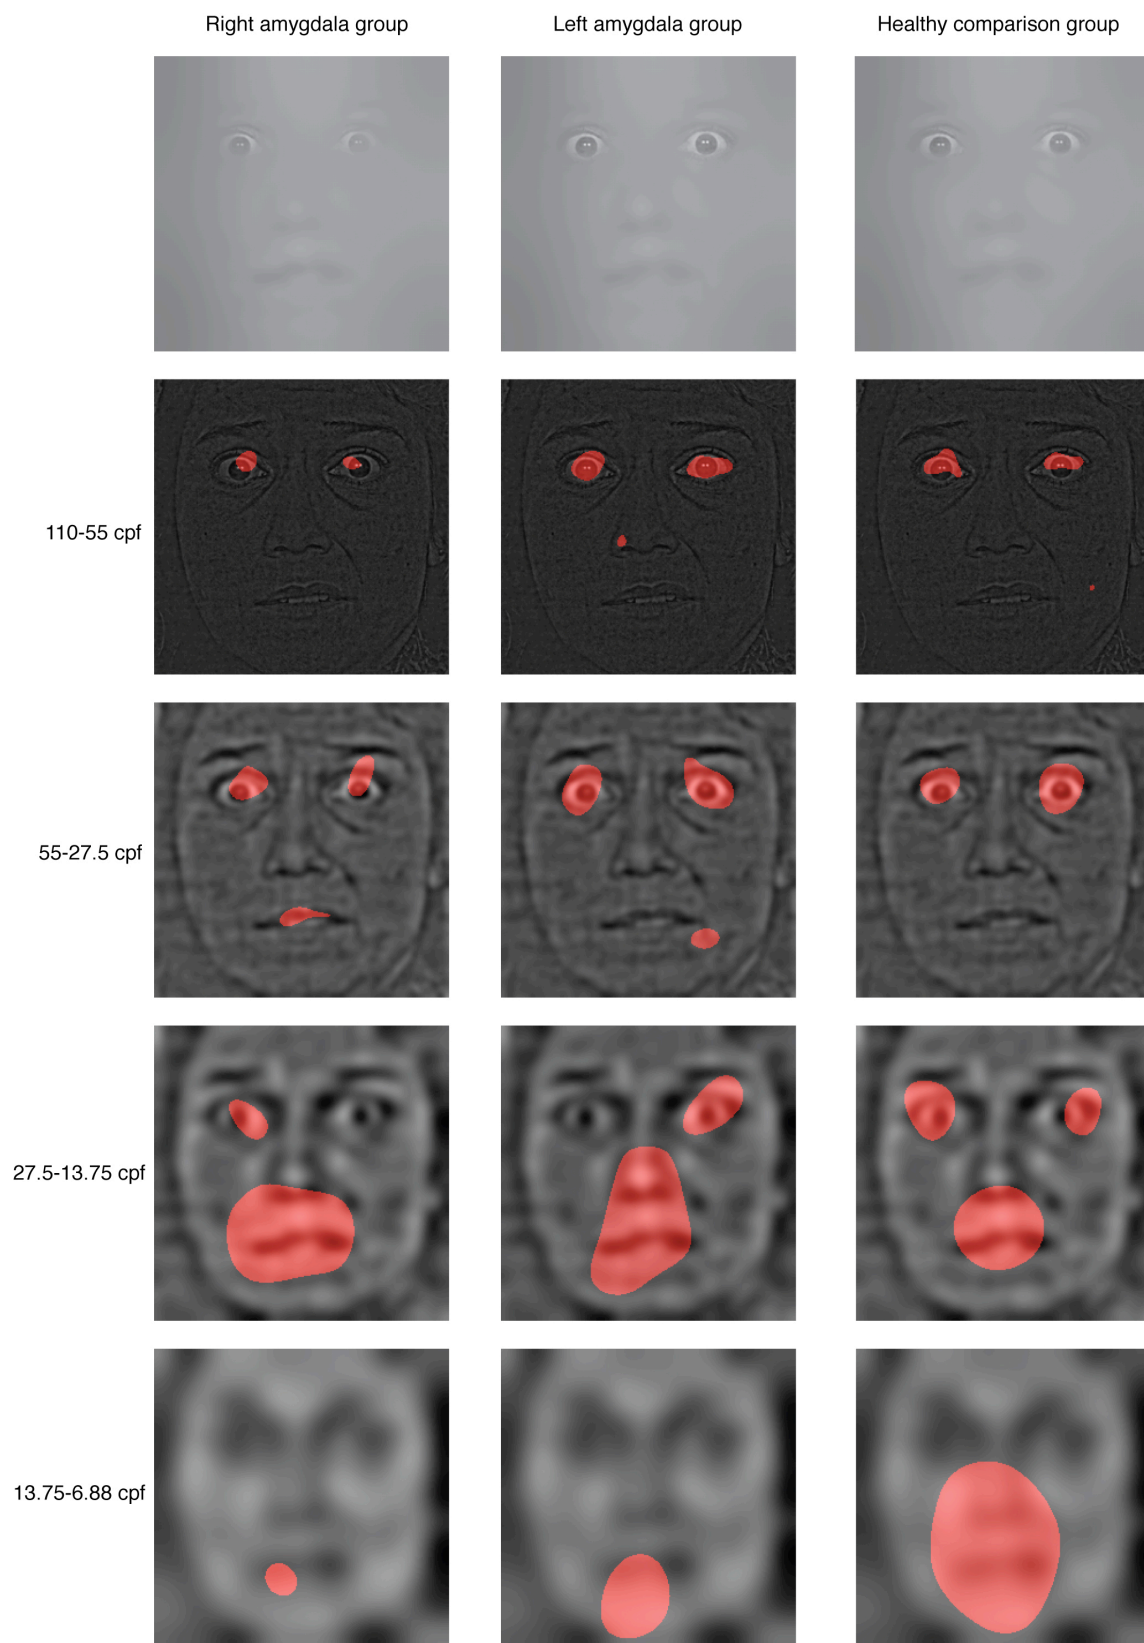 Right amygdala group
Left amygdala group
Healthy comparison group
110-55 cpf
55-27.5 cpf
27.5-13.75 cpf
13.75-6.88 cpf